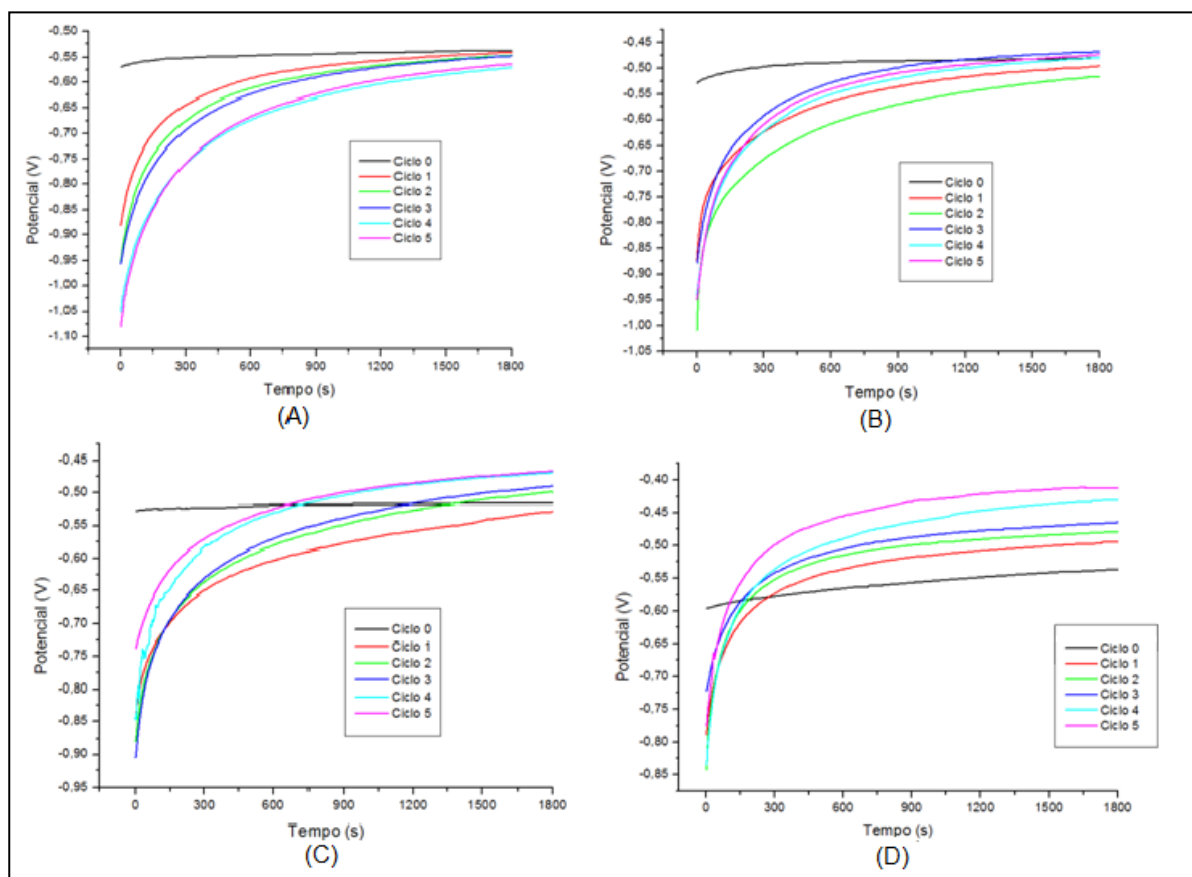 -0,50
-0,55
-0,60
-0,65
-0,70
-0,75
-0,80
-0,85
-0,90
-0,95
-1,00
-1,05
-1,10
Potencial (V)
0
300
600
900
1200
1500
1800
Tempo (s)
Ciclo 0
Ciclo 1
Ciclo 2
Ciclo 3
Ciclo 4
Ciclo 5
(A)
-0,45
-0,50
-0,55
-0,60
-0,65
-0,70
-0,75
-0,80
-0,85
-0,90
-0,95
-1,00
-1,05
Potencial (V)
0
300
600
900
1200
1500
1800
Tempo (s)
Ciclo 0
Ciclo 1
Ciclo 2
Ciclo 3
Ciclo 4
Ciclo 5
(B)
-0,45
-0,50
-0,55
-0,60
-0,65
-0,70
-0,75
-0,80
-0,85
-0,90
-0,95
Potencial (V)
0
300
600
900
1200
1500
1800
Tempo (s)
Ciclo 0
Ciclo 1
Ciclo 2
Ciclo 3
Ciclo 4
Ciclo 5
(C)
-0,40
-0,45
-0,50
-0,55
-0,60
-0,65
-0,70
-0,75
-0,80
-0,85
Potencial (V)
0
300
600
900
1200
1500
1800
Tempo (s)
Ciclo 0
Ciclo 1
Ciclo 2
Ciclo 3
Ciclo 4
Ciclo 5
(D)